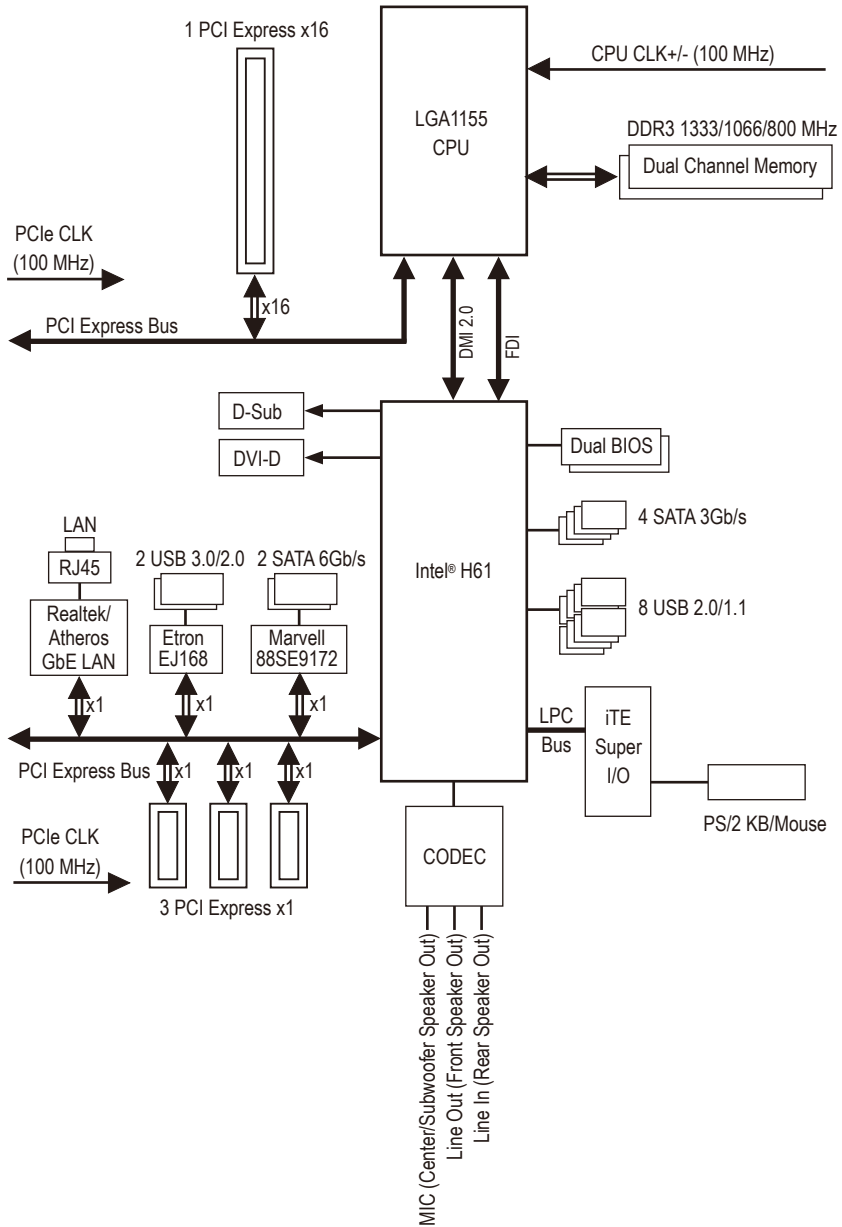 1 PCI Express x16
CPU CLK+/- (100 MHz)
LGA1155
CPU
DDR3 1333/1066/800 MHz
Dual Channel Memory
PCIe CLK
(100 MHz)
x16
PCI Express Bus
DMI 2.0
FDI
D-Sub
DVI-D
Dual BIOS
4 SATA 3Gb/s
Intel® H61
8 USB 2.0/1.1
LAN
RJ45
2 USB 3.0/2.0
2 SATA 6Gb/s
Realtek/
Atheros
GbE LAN
Etron
EJ168
Marvell
88SE9172
x1
x1
x1
LPC
Bus
iTE
Super
I/O
PCI Express Bus
x1
x1
x1
PS/2 KB/Mouse
PCIe CLK
(100 MHz)
CODEC
3 PCI Express x1
MIC (Center/Subwoofer Speaker Out)
Line Out (Front Speaker Out)
Line In (Rear Speaker Out)